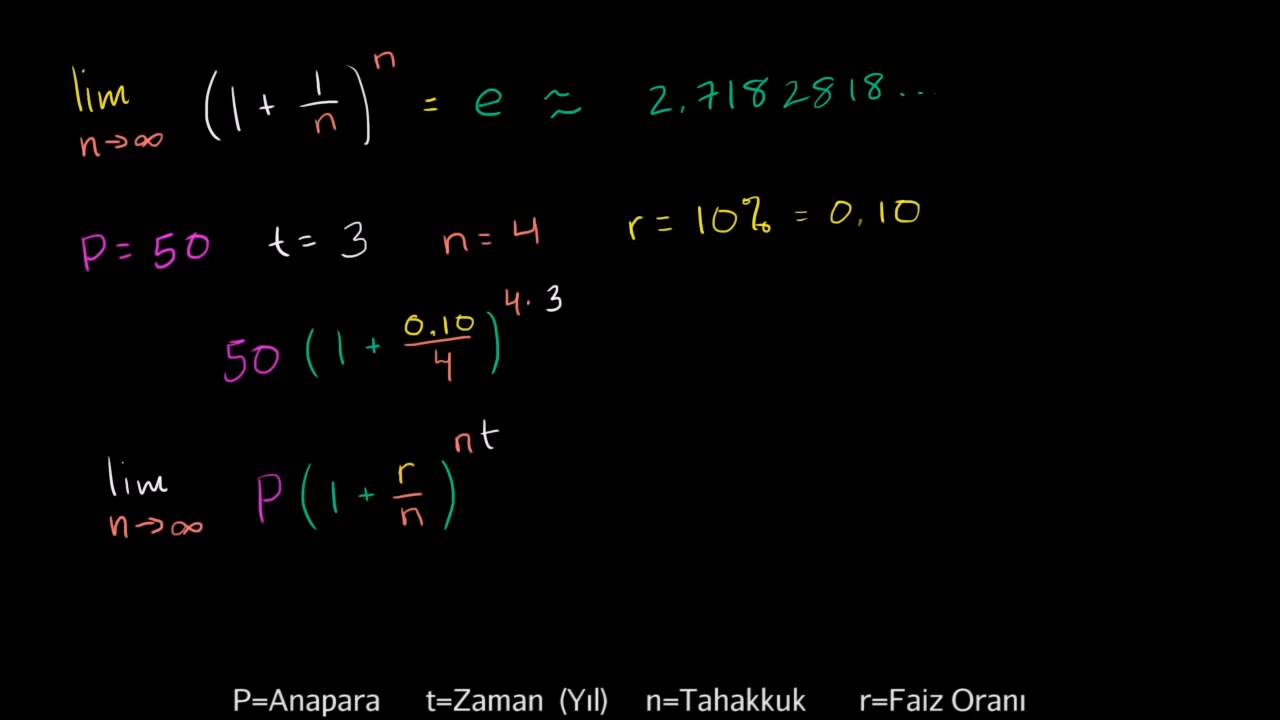 lim n→∞ (1 + 1/n)^n = e ≈ 2.7182818...
P = 50 t = 3 n = 4 r = 10% = 0.10
50 (1 + 0.10/4)^4·3
lim n→∞ P (1 + r/n)^nt
P=Anapara t=Zaman (Yıl) n=Tahakkuk r=Faiz Oranı